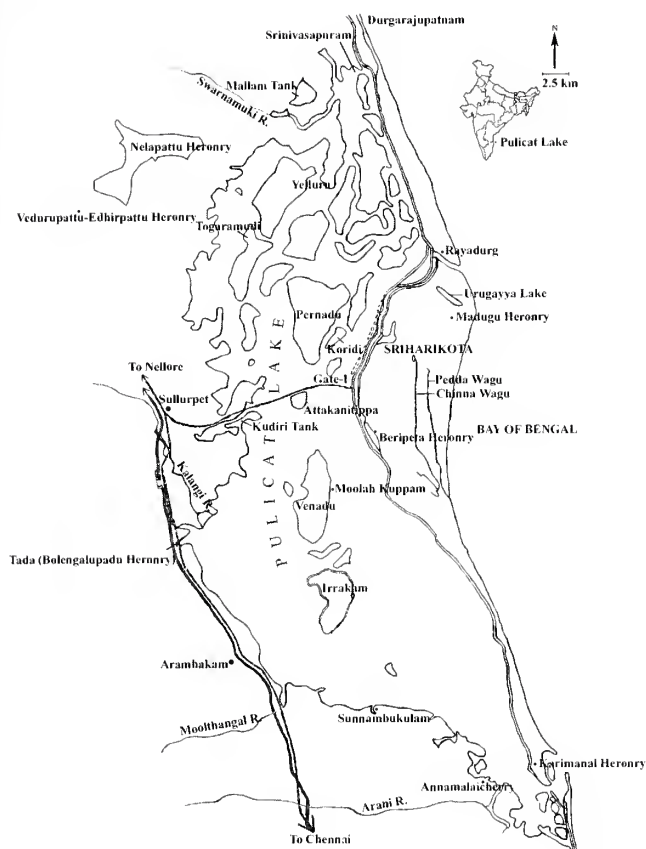 Durgarajupatnam
Srinivasapuram
N
2.5 km
Mallam Tank
Swarnamuki R.
Pulicat Lake
Nelapattu Heronry
Yelluru
Vedurupattu-Edhirpattu Heronry
Toguramudi
Rayadurg
Urugayya Lake
Madugu Heronry
Pernadu
Koridi
SRIHARIKOTA
To Nellore
Gate-I
Pedda Wagu
Chinna Wagu
Sullurpet
Attakanitippa
Kudiri Tank
BAY OF BENGAL
Beripeta Heronry
PULICAT LAKE
Kalangi R.
Moolah Kuppam
Venadu
Tada (Bolengalupadu Hernnry)
Irrakam
Arambakam
Moolthangal R.
Sunnambukulam
Karimanal Heronry
Annamalaicherry
Arani R.
To Chennai